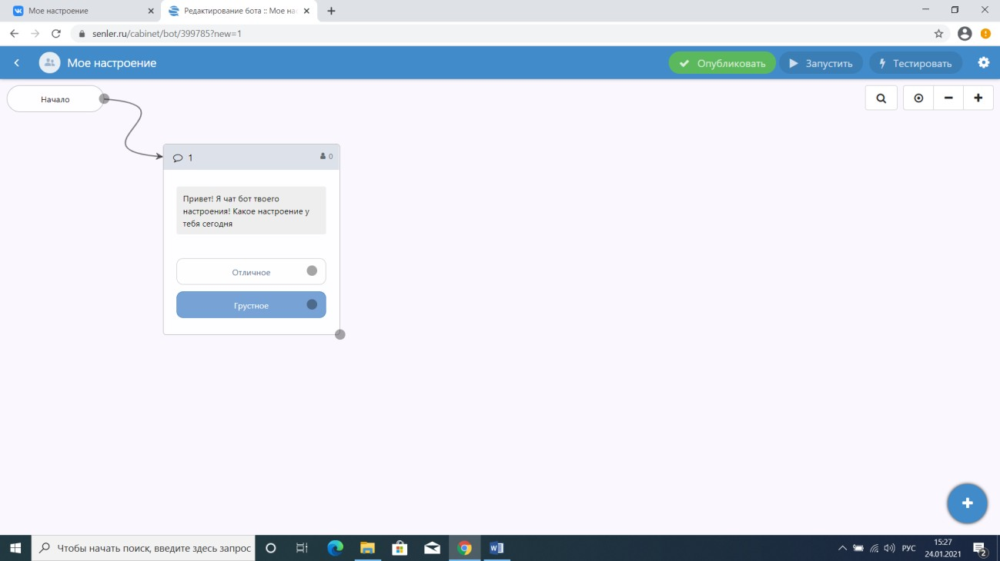 Мое настроение
Редактирование бота :: Мое нас
senler.ru/cabinet/bot/399785?new=1
Мое настроение
Опубликовать
Запустить
Тестировать
Начало
1
0
Привет! Я чат бот твоего
настроения! Какое настроение у
тебя сегодня
Отличное
Грустное
Чтобы начать поиск, введите здесь запрос
РУС
15:27
24.01.2021
2